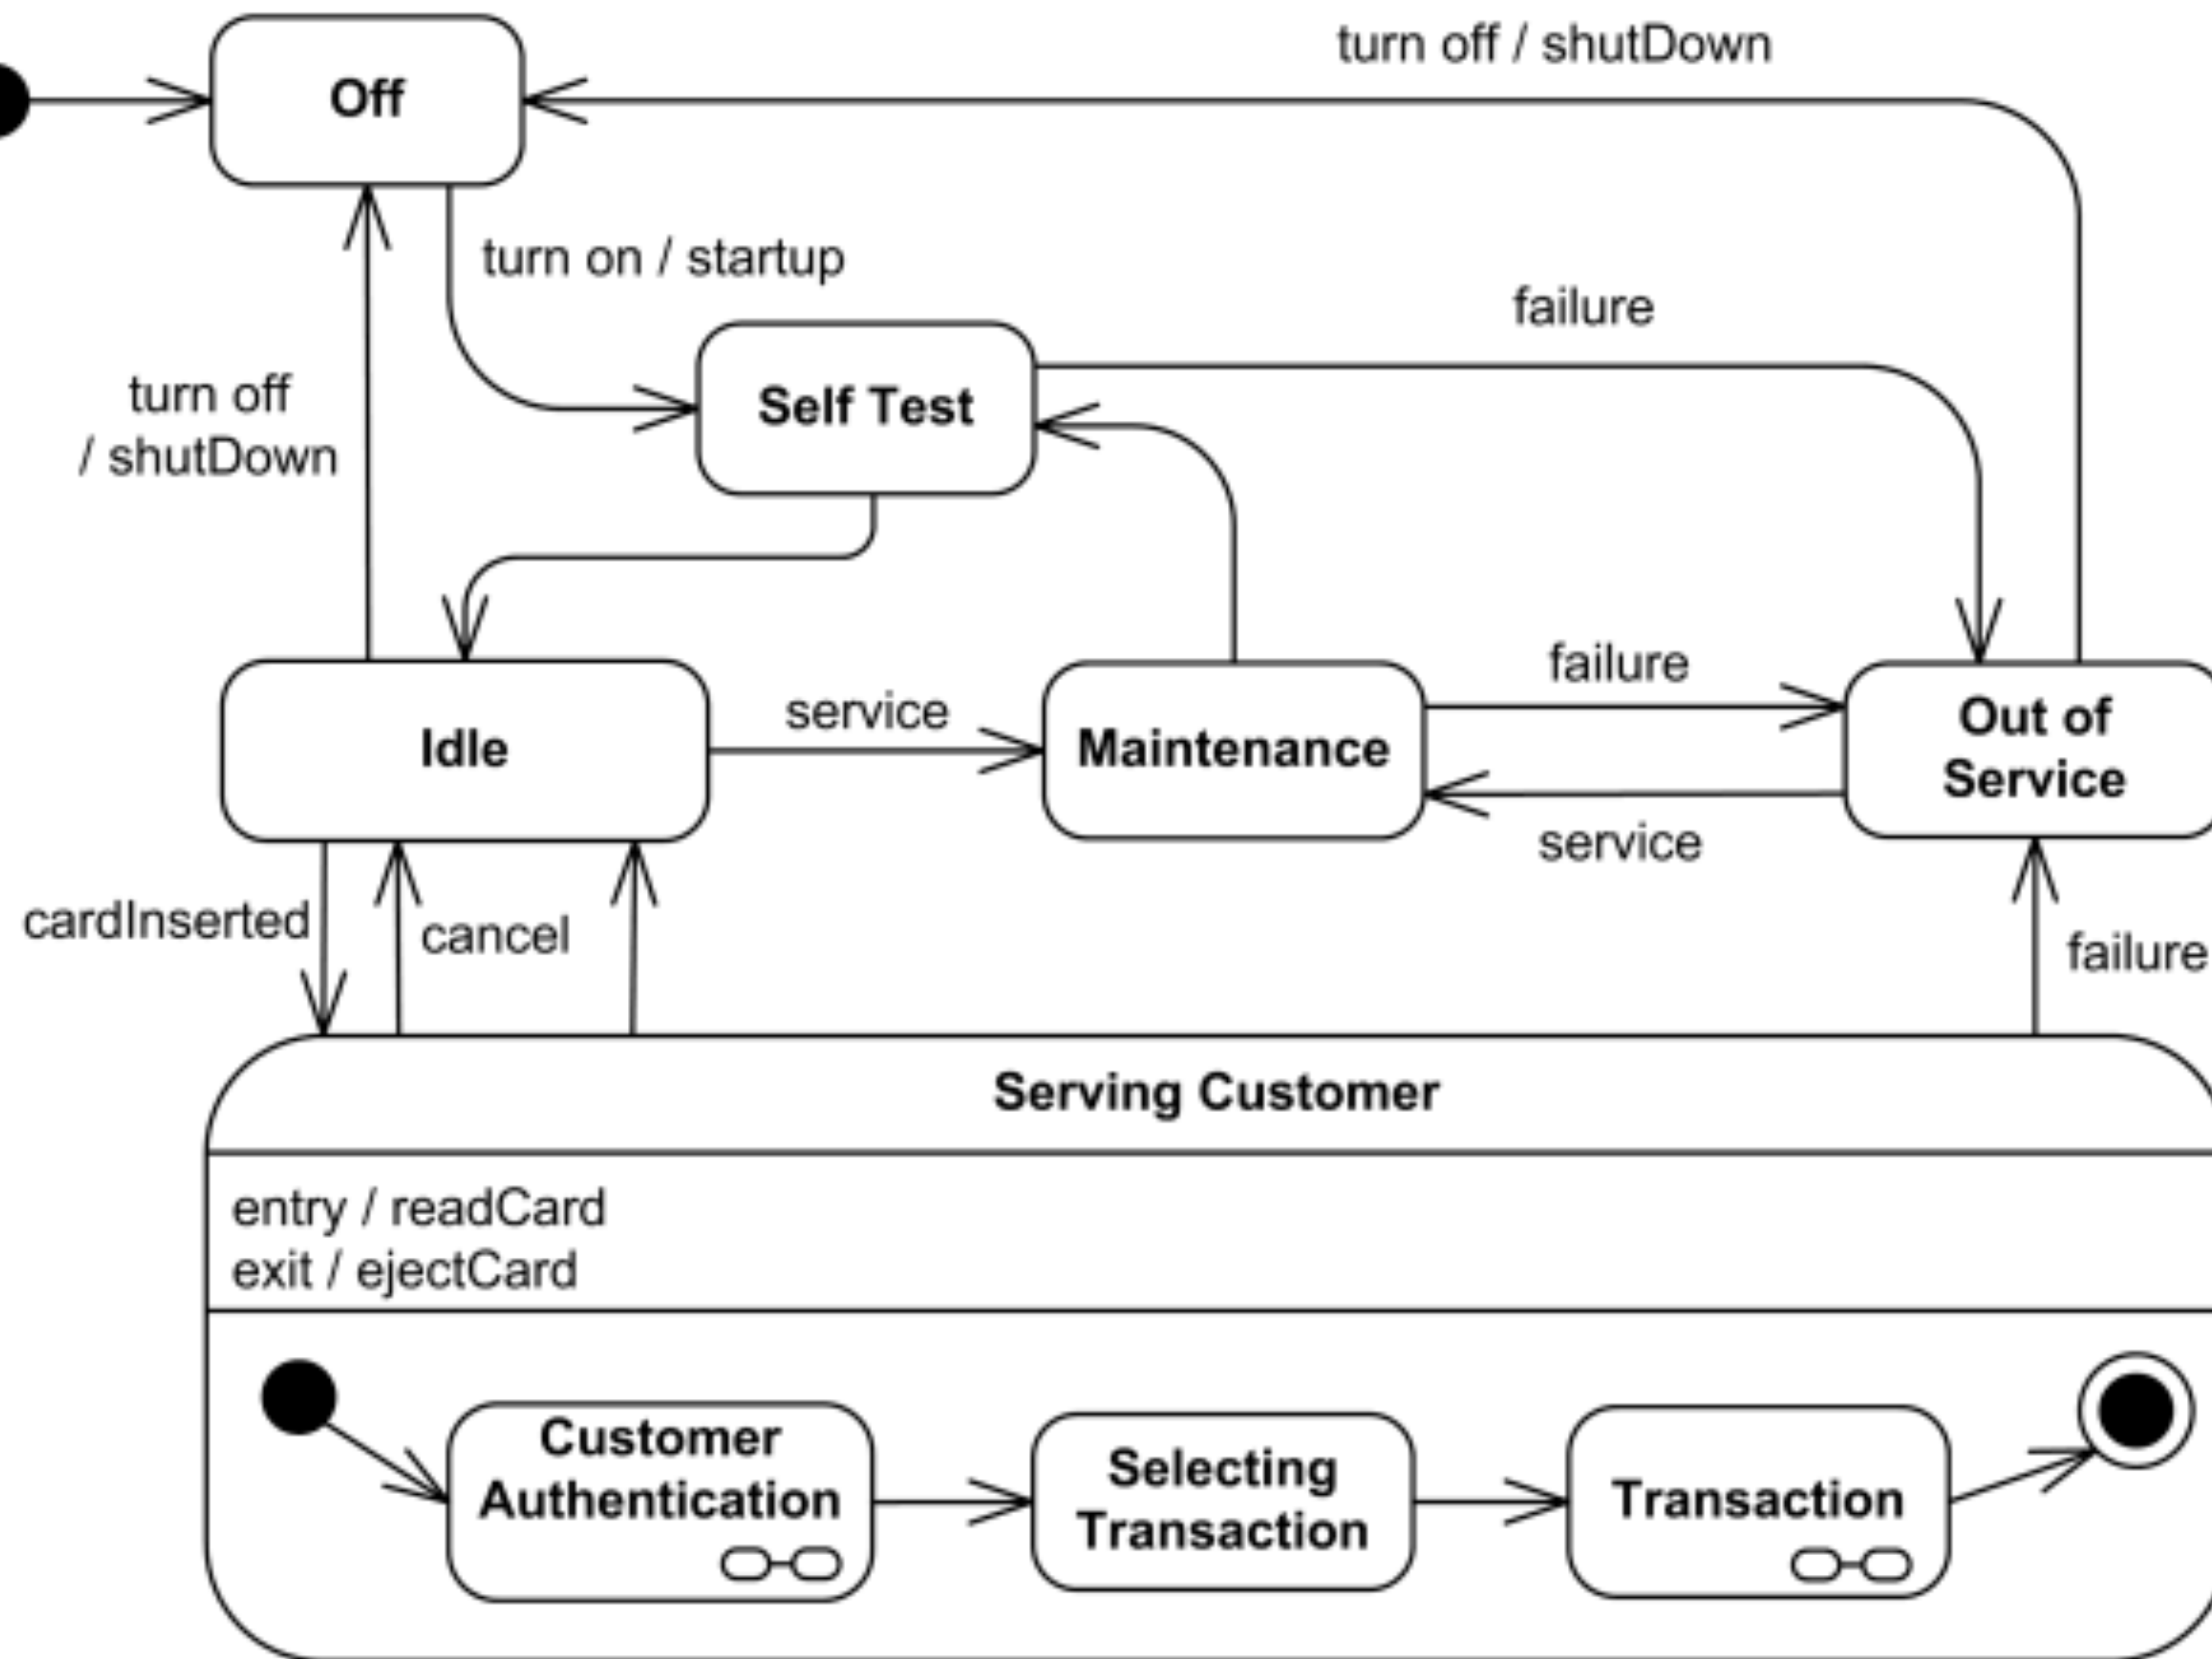 turn off / shutDown
Off
turn on / startup
failure
turn off
/ shutDown
Self Test
failure
service
Idle
Maintenance
Out of
Service
service
cardInserted
cancel
failure
Serving Customer
entry / readCard
exit / ejectCard
Customer
Authentication
Selecting
Transaction
Transaction